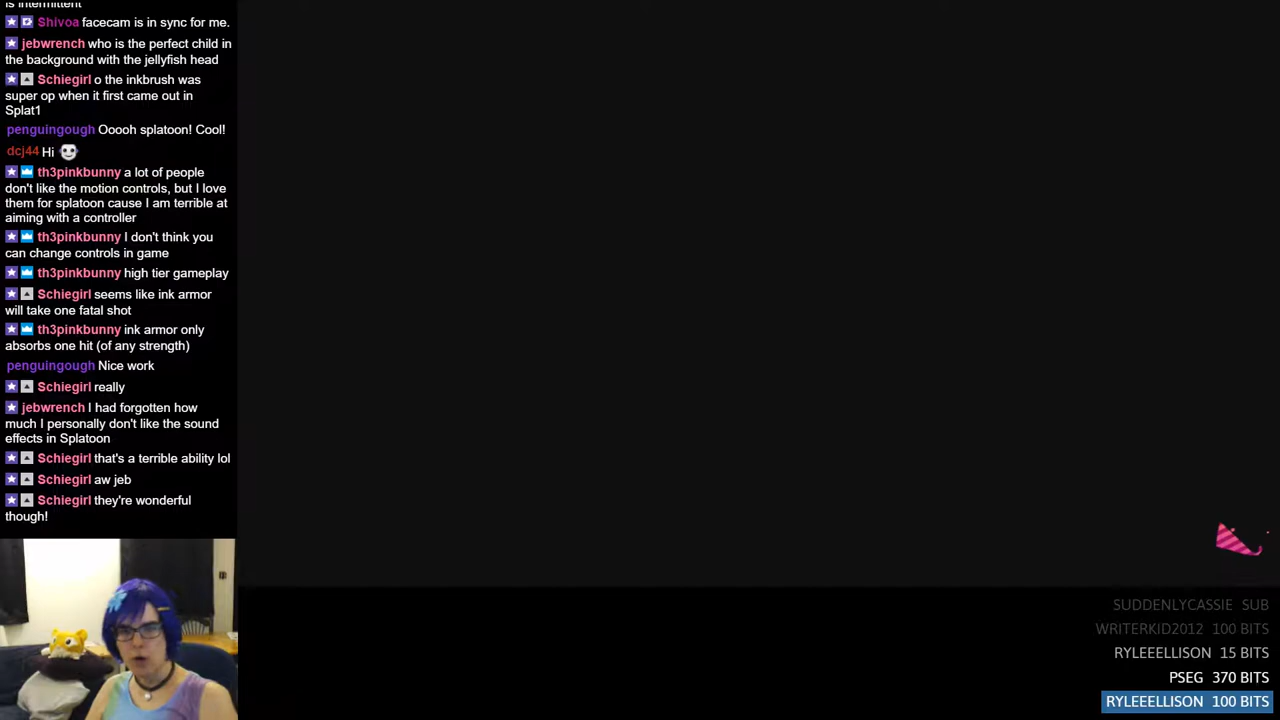 is intermittent
Shivoa facecam is in sync for me.
jebwrench who is the perfect child in
the background with the jellyfish head
Schiegirl o the inkbrush was
super op when it first came out in
Splat1
penguingough Ooooh splatoon! Cool!
dcj44 Hi
th3pinkbunny a lot of people
don't like the motion controls, but I love
them for splatoon cause I am terrible at
aiming with a controller
th3pinkbunny I don't think you
can change controls in game
th3pinkbunny high tier gameplay
Schiegirl seems like ink armor
will take one fatal shot
th3pinkbunny ink armor only
absorbs one hit (of any strength)
penguingough Nice work
Schiegirl really
jebwrench I had forgotten how
much I personally don't like the sound
effects in Splatoon
Schiegirl that's a terrible ability lol
Schiegirl aw jeb
Schiegirl they're wonderful
though!
SUDDENLYCASSIE SUB
WRITERKID2012 100 BITS
RYLEEELLISON 15 BITS
PSEG 370 BITS
RYLEEELLISON 100 BITS